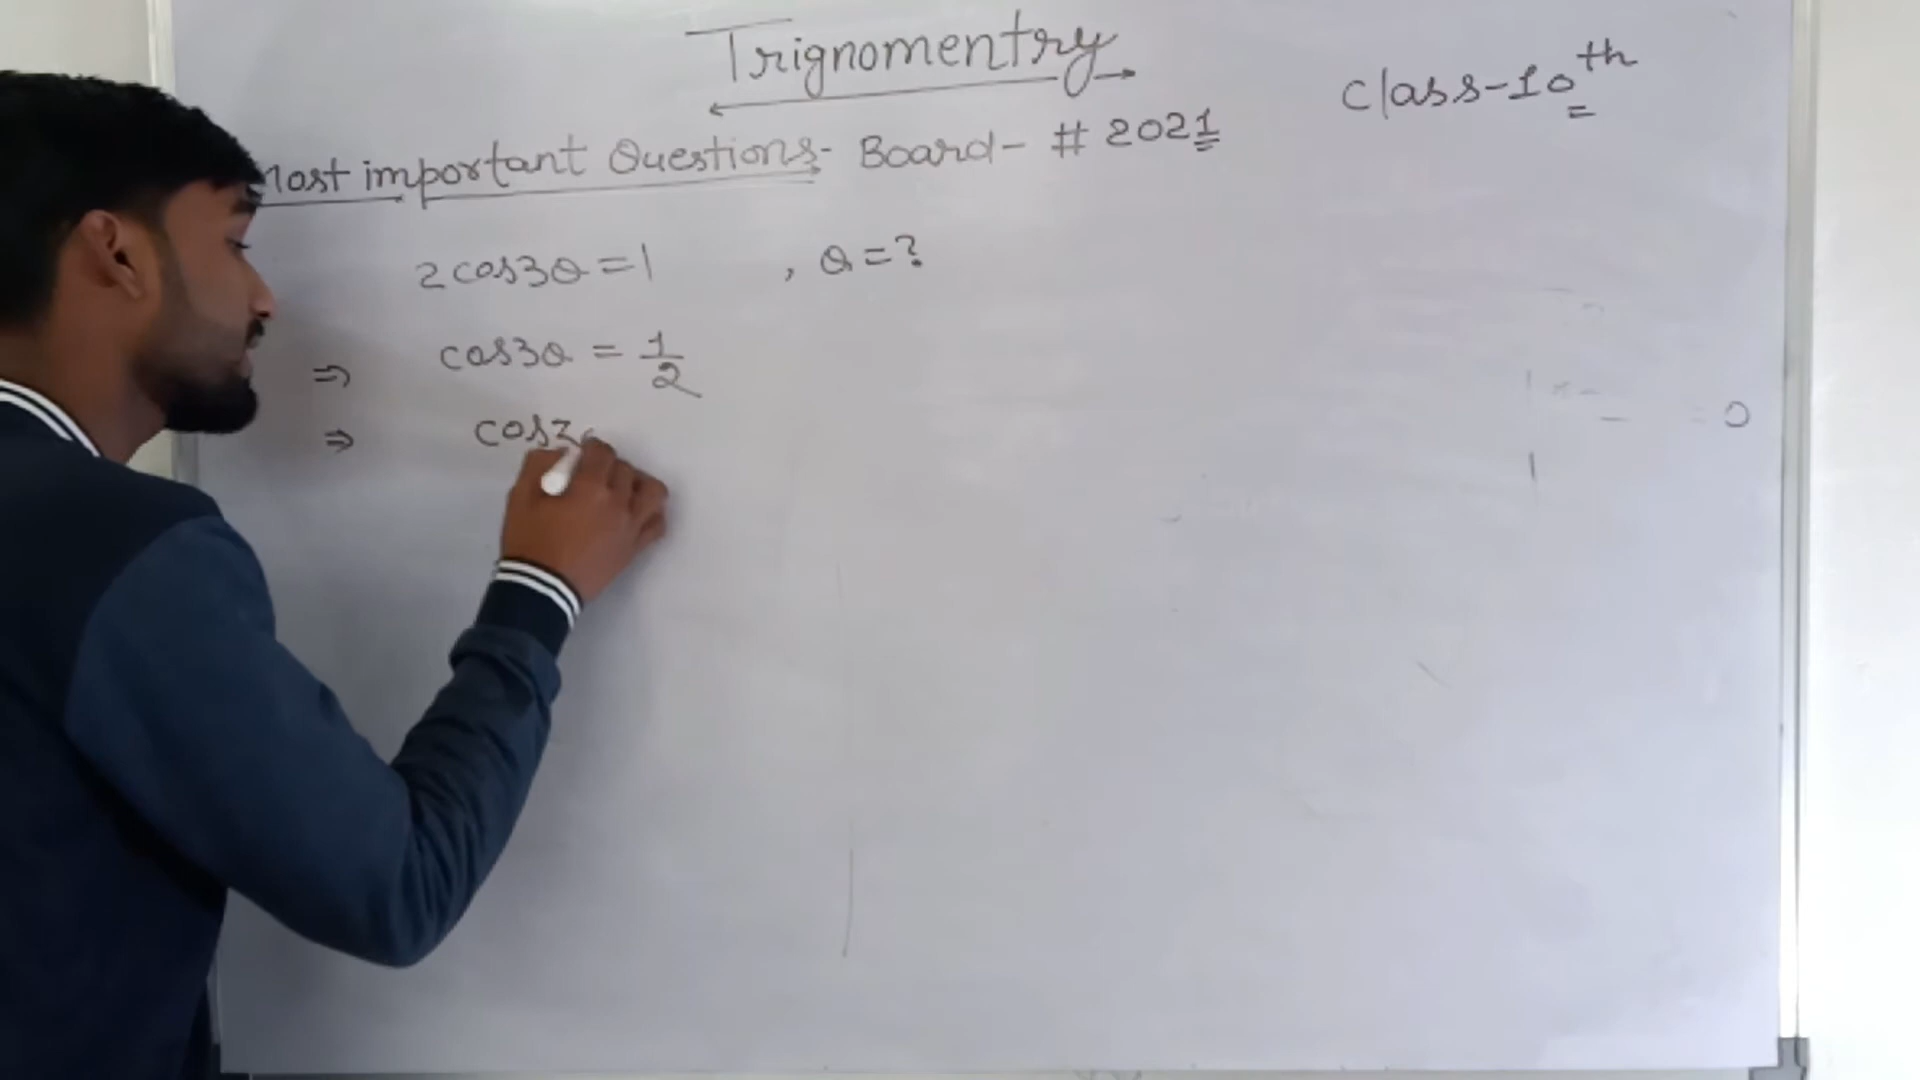 Trignomentry
Class-10th
Most important Questions- Board- # 2021
2cos3θ=1 , θ=?
⇒ cos3θ = 1/2
⇒ cos3